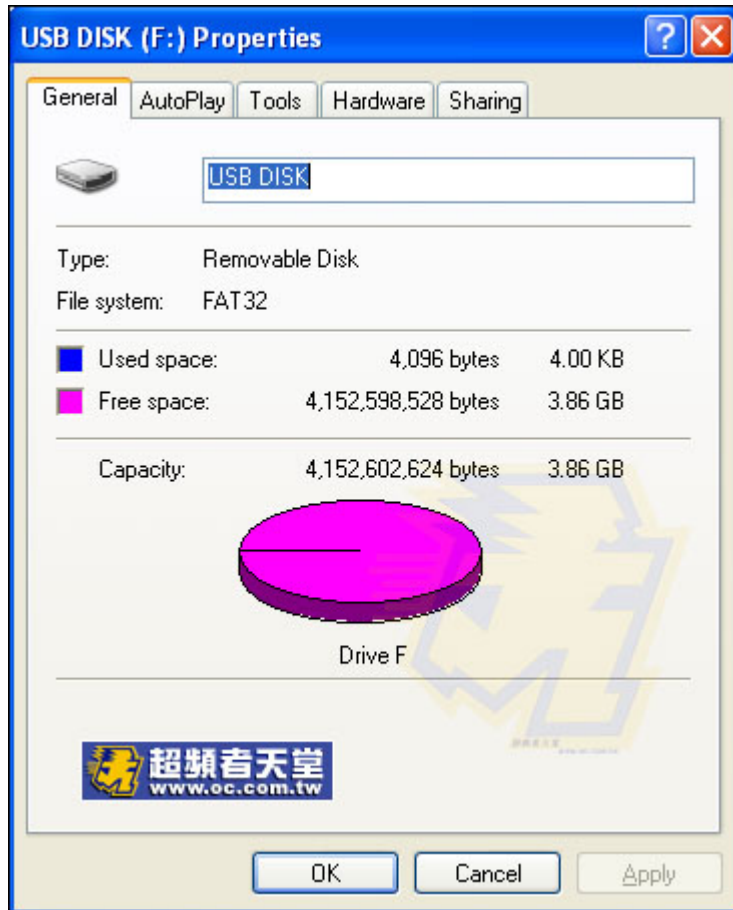 USB DISK (F:) Properties
General AutoPlay Tools Hardware Sharing
USB DISK
Type: Removable Disk
File system: FAT32
Used space: 4,096 bytes 4.00 KB
Free space: 4,152,598,528 bytes 3.86 GB
Capacity: 4,152,602,624 bytes 3.86 GB
Drive F
超頻者天堂
www.oc.com.tw
OK Cancel Apply